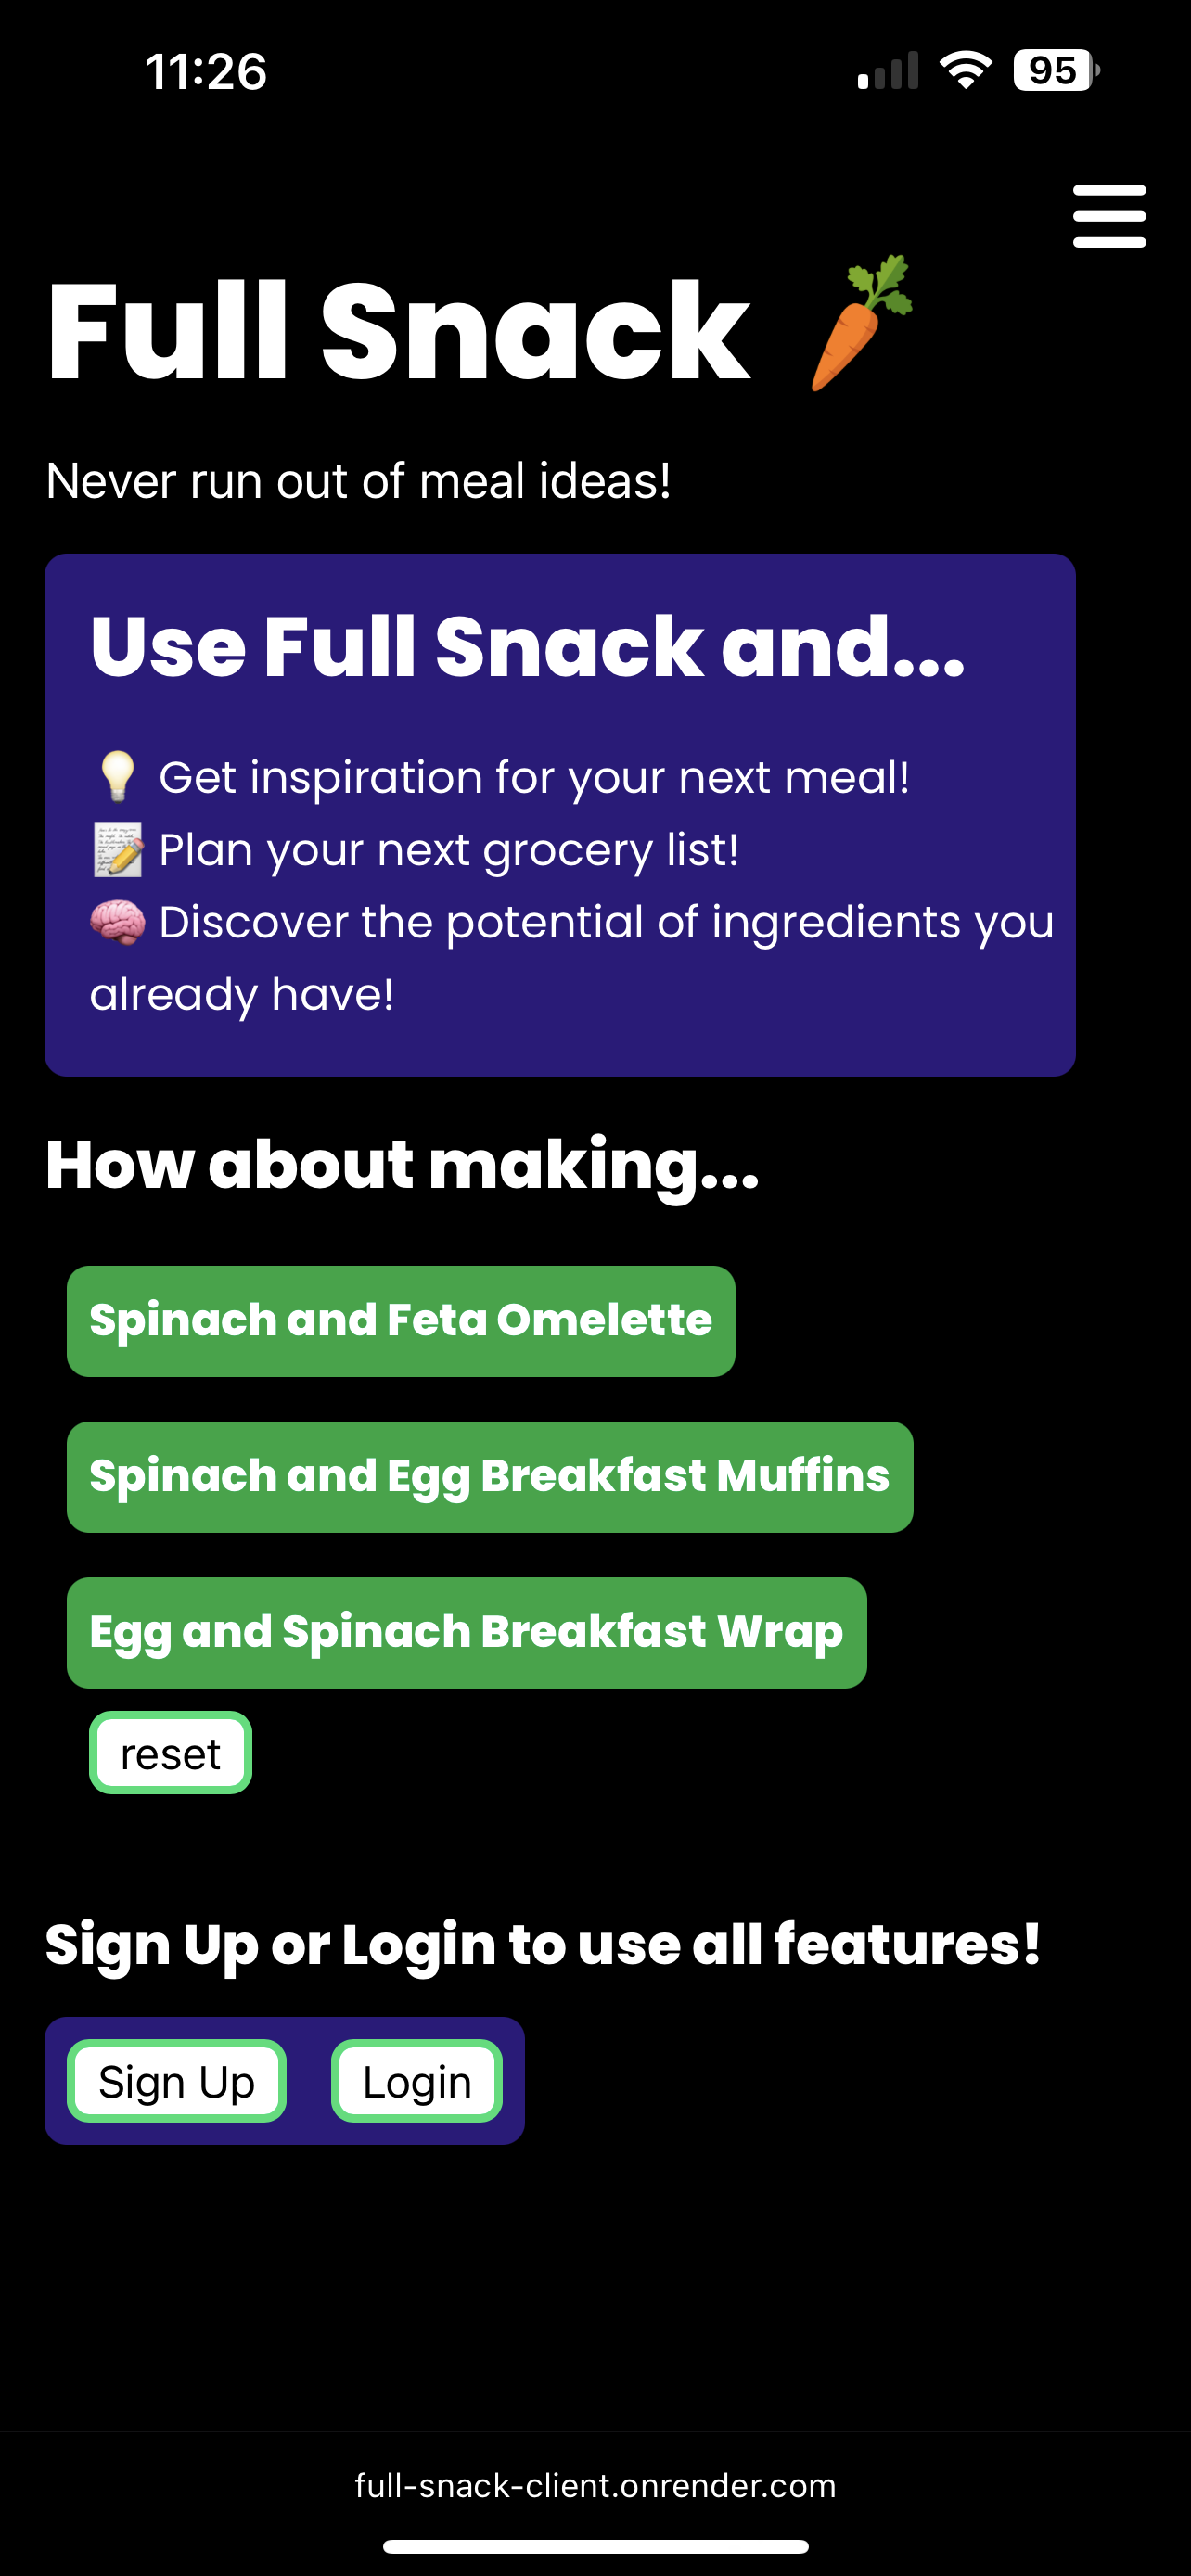 11:26
95
Full Snack 🥕
Never run out of meal ideas!
Use Full Snack and...
💡 Get inspiration for your next meal!
📝 Plan your next grocery list!
🧠 Discover the potential of ingredients you
already have!
How about making...
Spinach and Feta Omelette
Spinach and Egg Breakfast Muffins
Egg and Spinach Breakfast Wrap
reset
Sign Up or Login to use all features!
Sign Up Login
full-snack-client.onrender.com